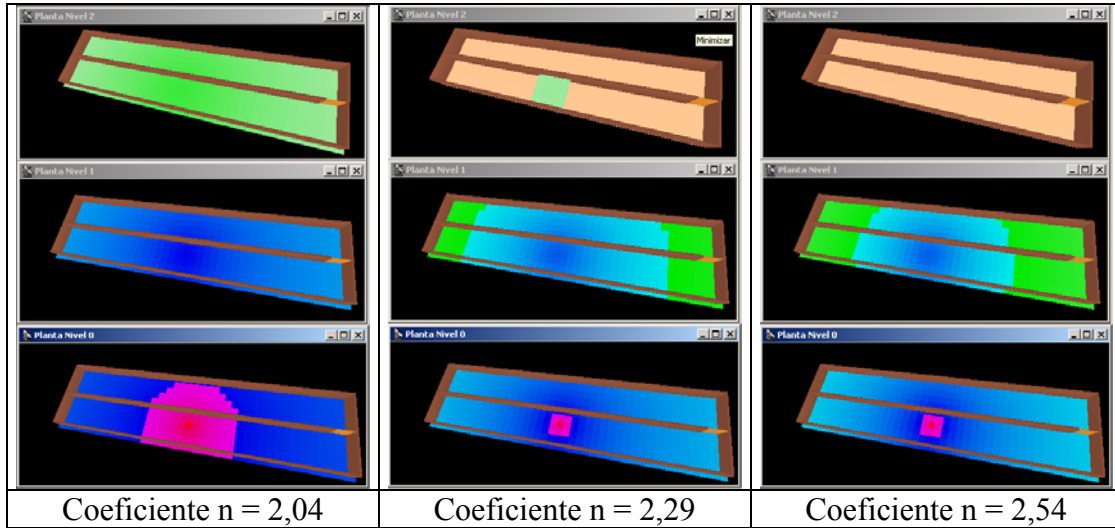 Planta Nivel 2
Planta Nivel 2
Minimizar
Planta Nivel 2
Planta Nivel 1
Planta Nivel 1
Planta Nivel 1
Planta Nivel 0
Planta Nivel 0
Planta Nivel 0
Coeficiente n = 2,04
Coeficiente n = 2,29
Coeficiente n = 2,54